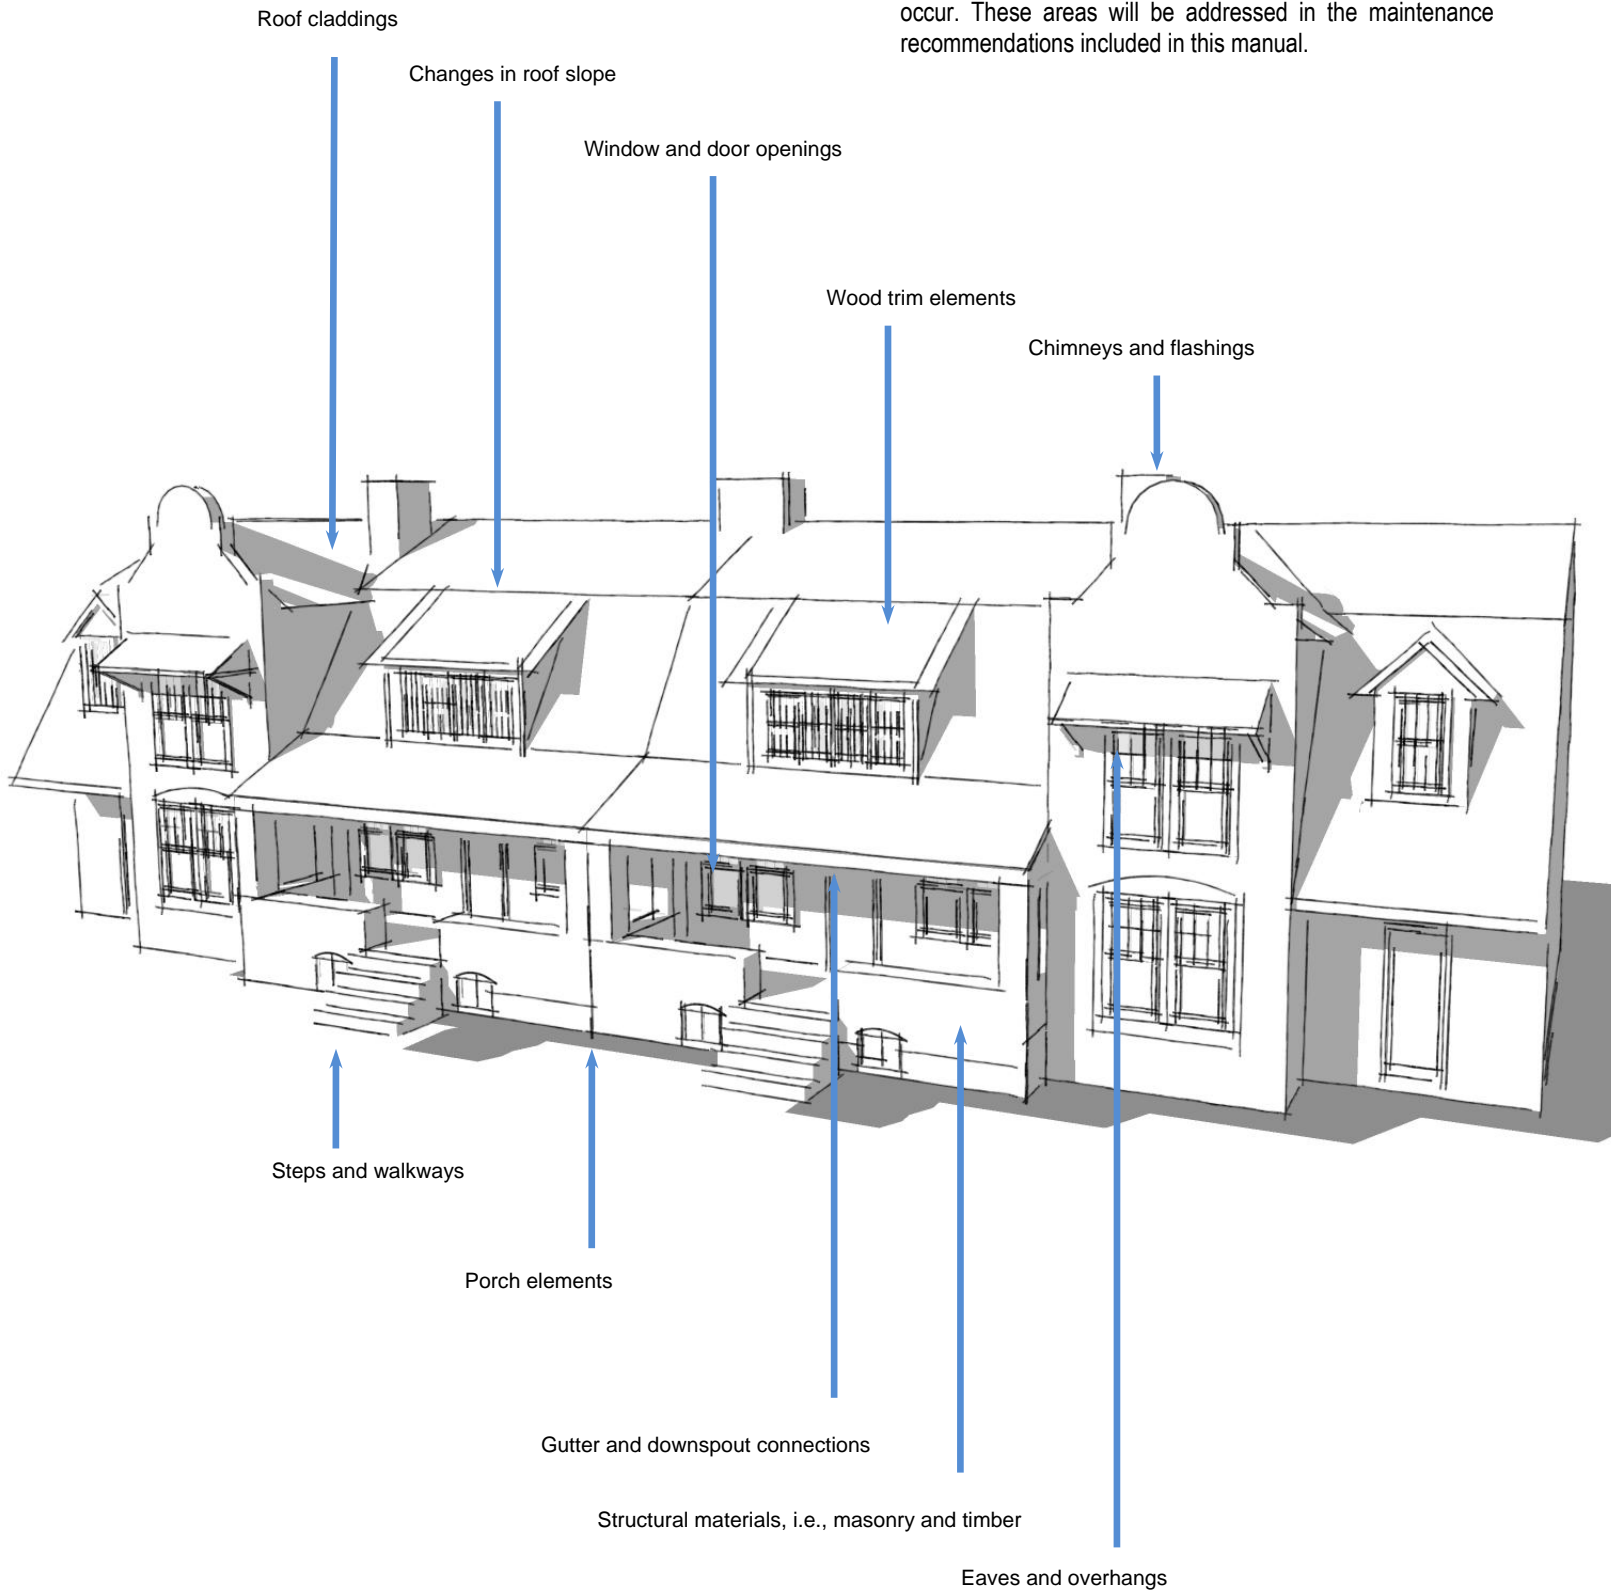 occur. These areas will be addressed in the maintenance
recommendations included in this manual.
Roof claddings
Changes in roof slope
Window and door openings
Wood trim elements
Chimneys and flashings
Steps and walkways
Porch elements
Gutter and downspout connections
Structural materials, i.e., masonry and timber
Eaves and overhangs